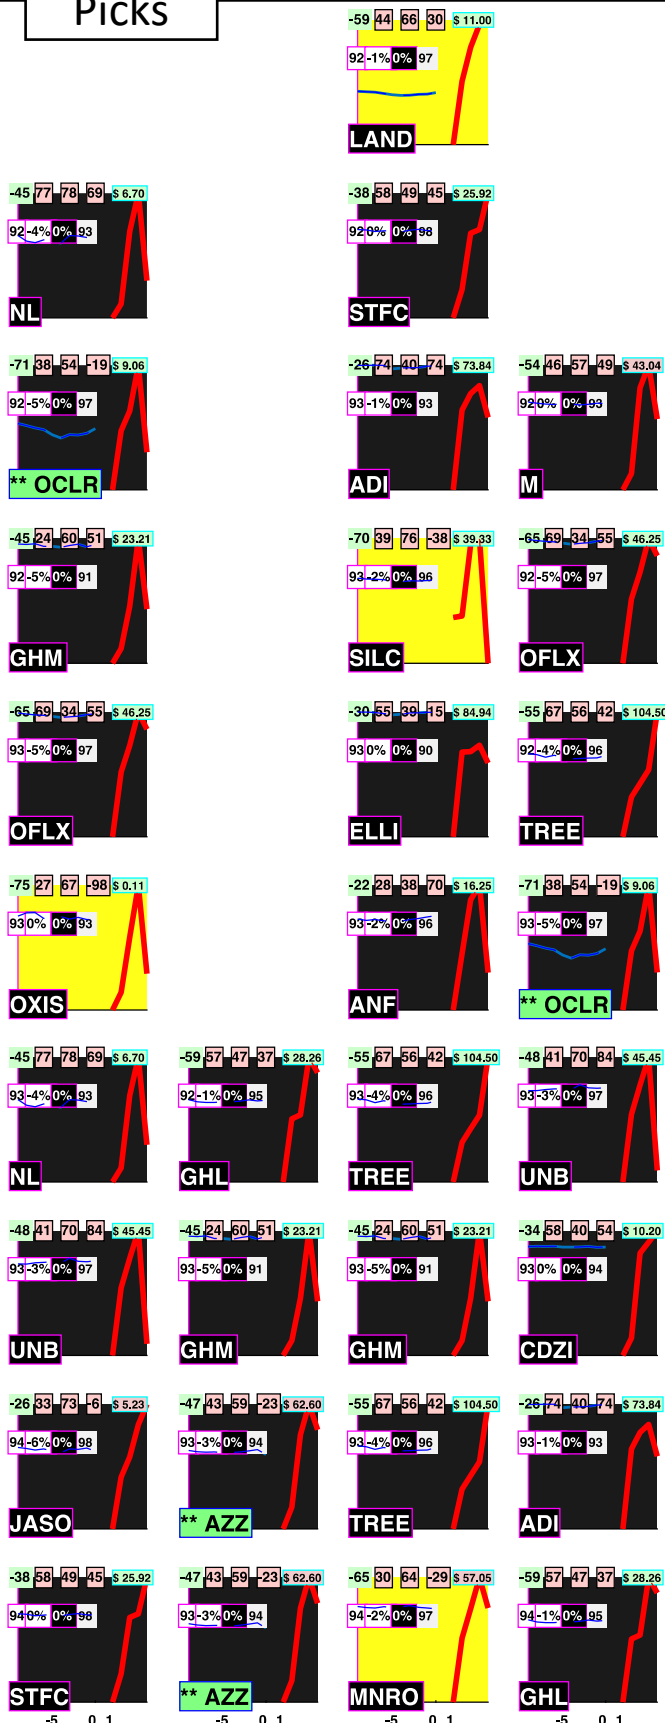 Picks
-59 44 66 30 $ 11.00
92 -1% 0% 97
LAND
-45 77 78 69 $ 6.70
92 -4% 0% 93
NL
-38 58 49 45 $ 25.92
92 0% 0% 98
STFC
-71 38 54 -19 $ 9.06
92 -5% 0% 97
** OCLR
-26 74 40 74 $ 73.84
93 -1% 0% 93
ADI
-54 46 57 49 $ 43.04
92 0% 0% 93
M
-45 24 60 51 $ 23.21
92 -5% 0% 91
GHM
-70 39 76 -38 $ 39.33
93 -2% 0% 96
SILC
-65 69 34 55 $ 46.25
92 -5% 0% 97
OFLX
-65 69 34 55 $ 46.25
93 -5% 0% 97
OFLX
-30 55 39 15 $ 84.94
93 0% 0% 90
ELLI
-55 67 56 42 $ 104.50
92 -4% 0% 96
TREE
-75 27 67 -98 $ 0.11
93 0% 0% 93
OXIS
-22 28 38 70 $ 16.25
93 -2% 0% 96
ANF
-71 38 54 -19 $ 9.06
93 -5% 0% 97
** OCLR
-45 77 78 69 $ 6.70
93 -4% 0% 93
NL
-59 57 47 37 $ 28.26
92 -1% 0% 95
GHL
-55 67 56 42 $ 104.50
93 -4% 0% 96
TREE
-48 41 70 84 $ 45.45
93 -3% 0% 97
UNB
-48 41 70 84 $ 45.45
93 -3% 0% 97
UNB
-45 24 60 51 $ 23.21
93 -5% 0% 91
GHM
-45 24 60 51 $ 23.21
93 -5% 0% 91
GHM
-34 58 40 54 $ 10.20
93 0% 0% 94
CDZI
-26 33 73 -6 $ 5.23
94 -6% 0% 98
JASO
-47 43 59 -23 $ 62.60
93 -3% 0% 94
** AZZ
-55 67 56 42 $ 104.50
93 -4% 0% 96
TREE
-26 74 40 74 $ 73.84
93 -1% 0% 93
ADI
-38 58 49 45 $ 25.92
94 0% 0% 98
STFC
-47 43 59 -23 $ 62.60
93 -3% 0% 94
** AZZ
-65 30 64 -29 $ 57.05
94 -2% 0% 97
MNRO
-59 57 47 37 $ 28.26
94 -1% 0% 95
GHL
-5 0 1 -5 0 1 -5 0 1 -5 0 1